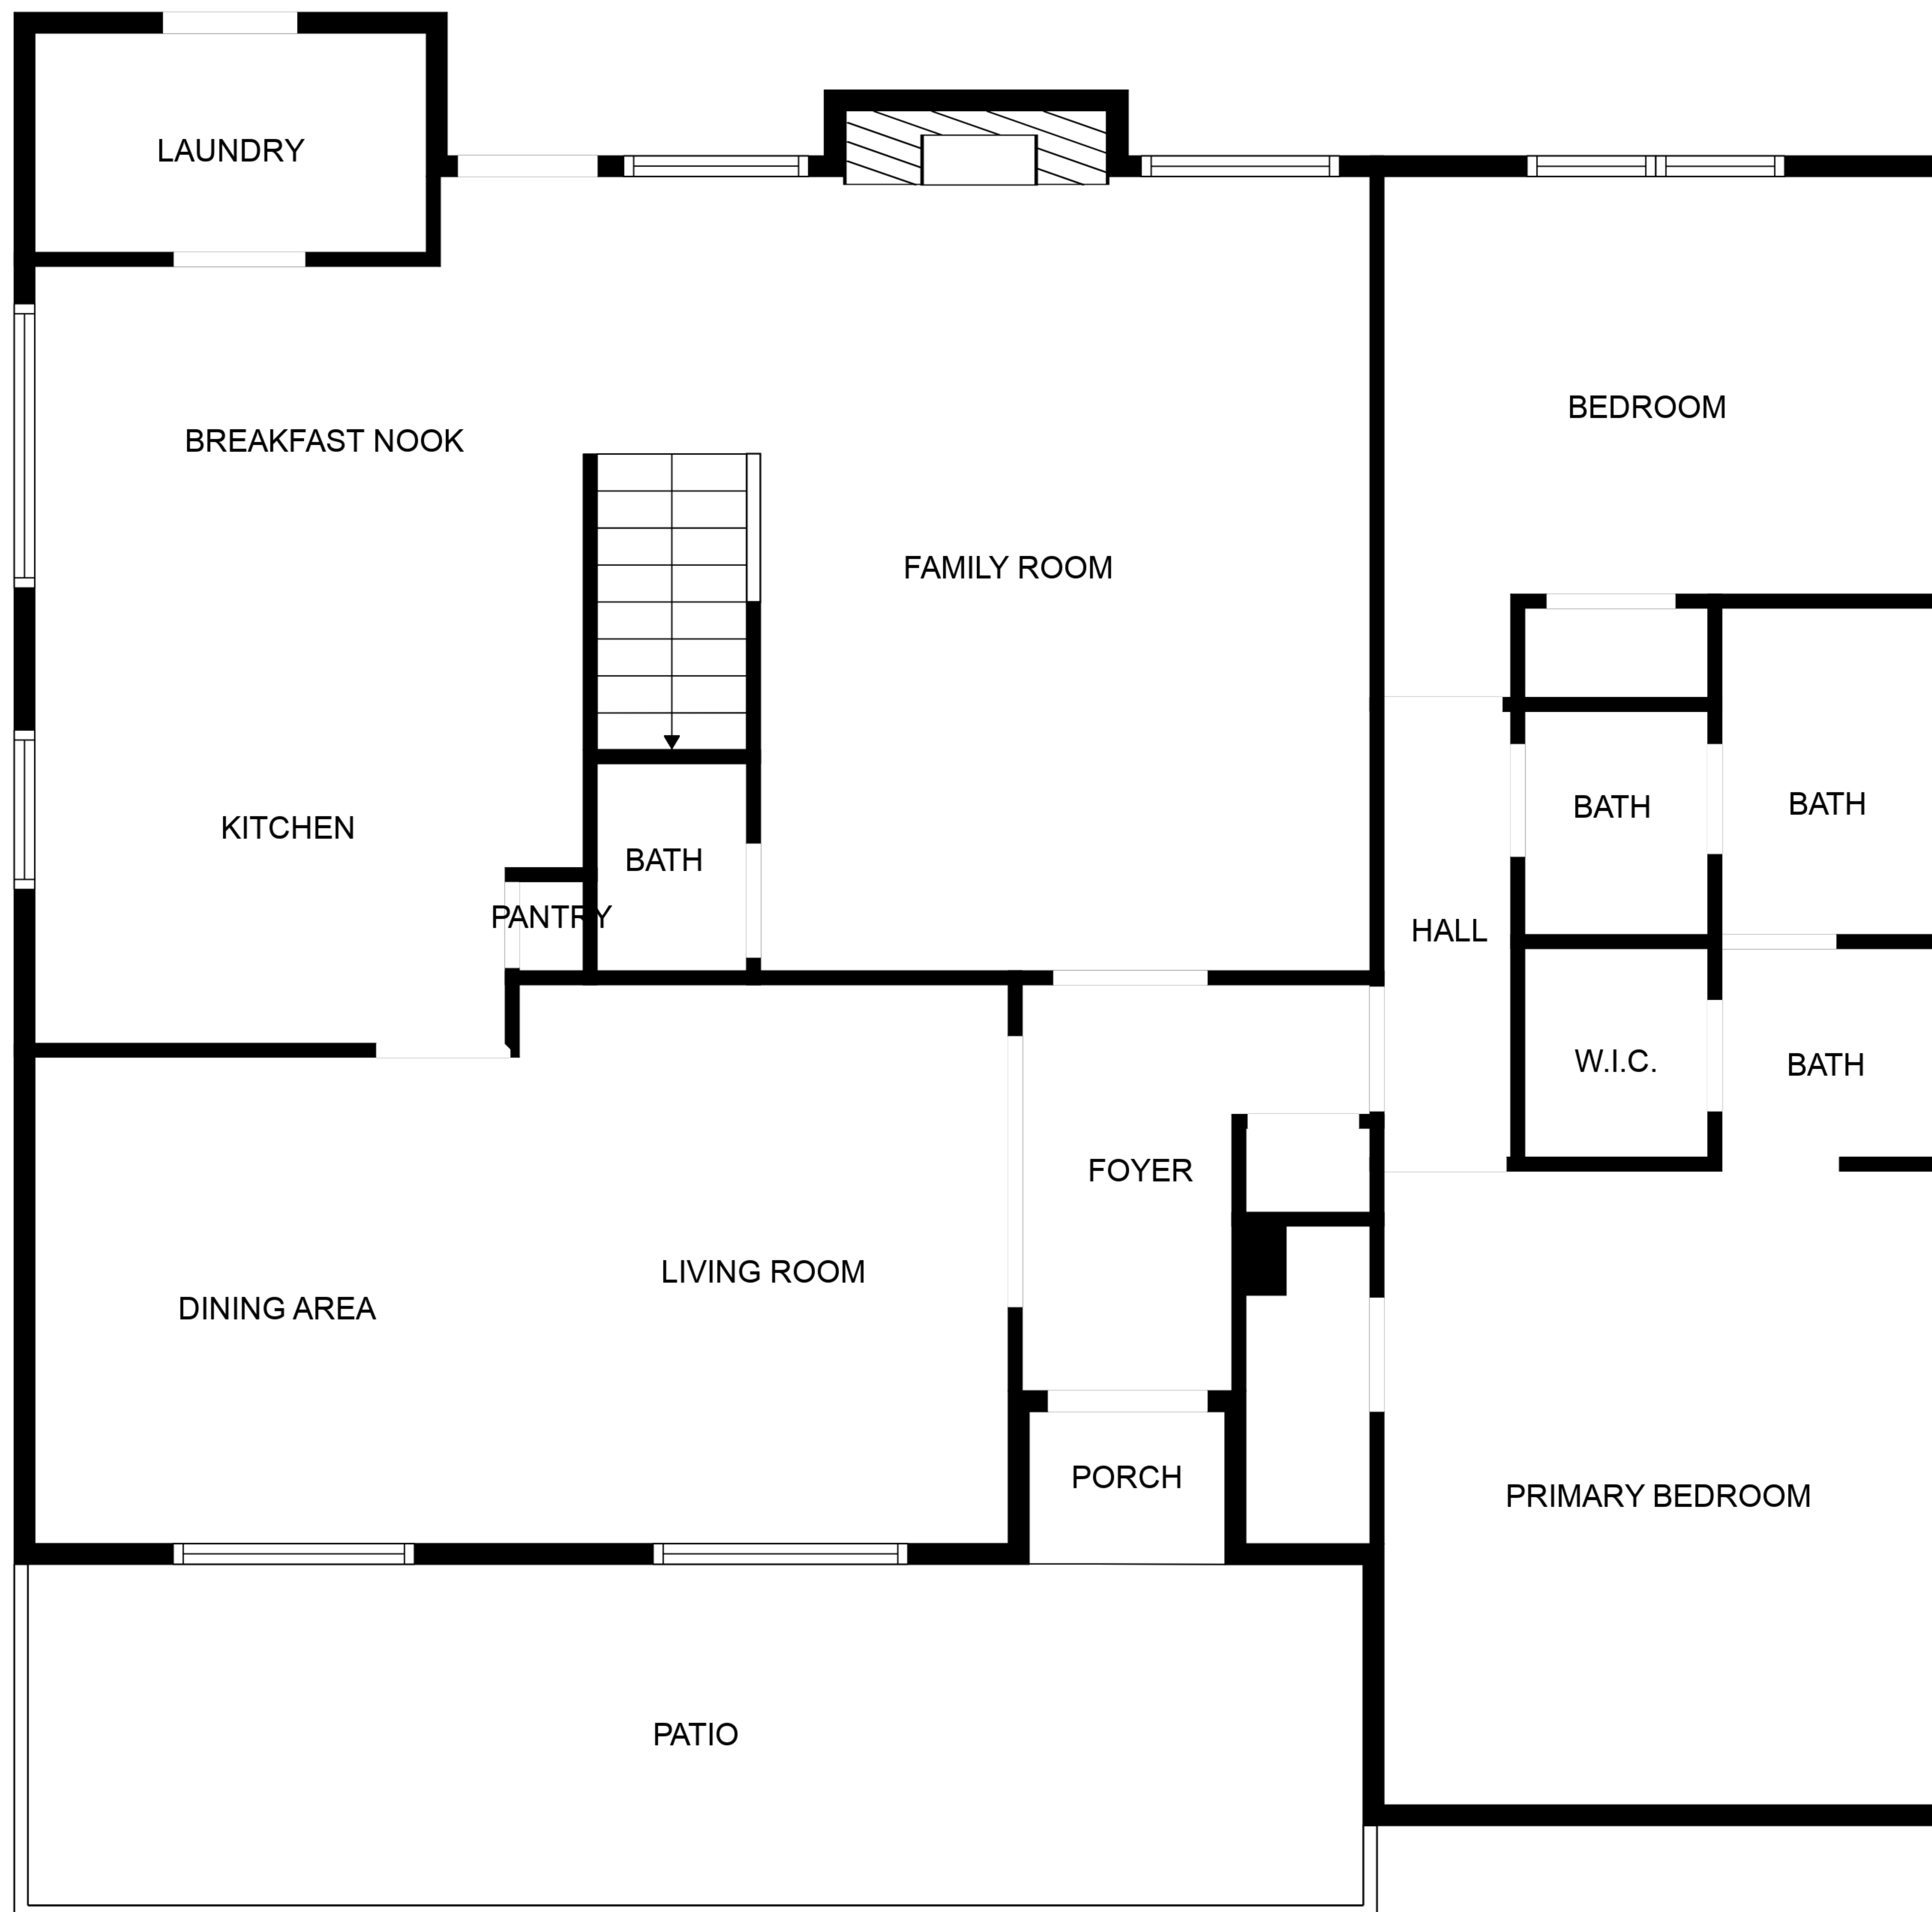 LAUNDRY
BEDROOM
BREAKFAST NOOK
FAMILY ROOM
BATH
BATH
KITCHEN
BATH
PANTRY
HALL
W.I.C.
BATH
FOYER
LIVING ROOM
DINING AREA
PORCH
PRIMARY BEDROOM
PATIO